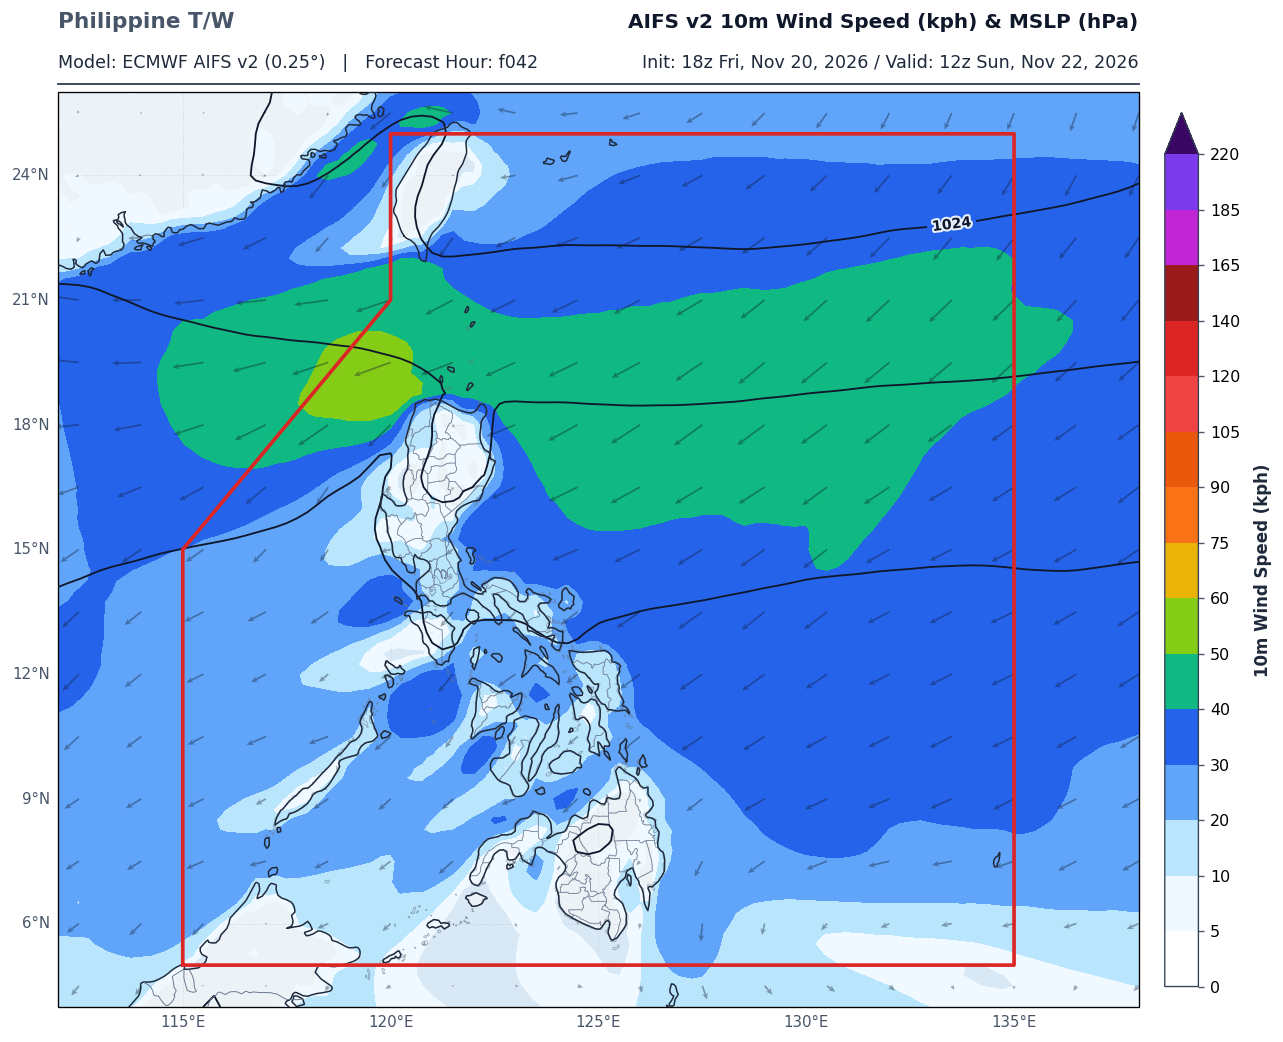 Philippine T/W
AIFS v2 10m Wind Speed (kph) & MSLP (hPa)
Model: ECMWF AIFS v2 (0.25°) | Forecast Hour: f042
Init: 18z Fri, Nov 20, 2026 / Valid: 12z Sun, Nov 22, 2026
24°N
21°N
18°N
15°N
12°N
9°N
6°N
115°E
120°E
125°E
130°E
135°E
1024
220
185
165
140
120
105
90
75
60
50
40
30
20
10
5
0
10m Wind Speed (kph)